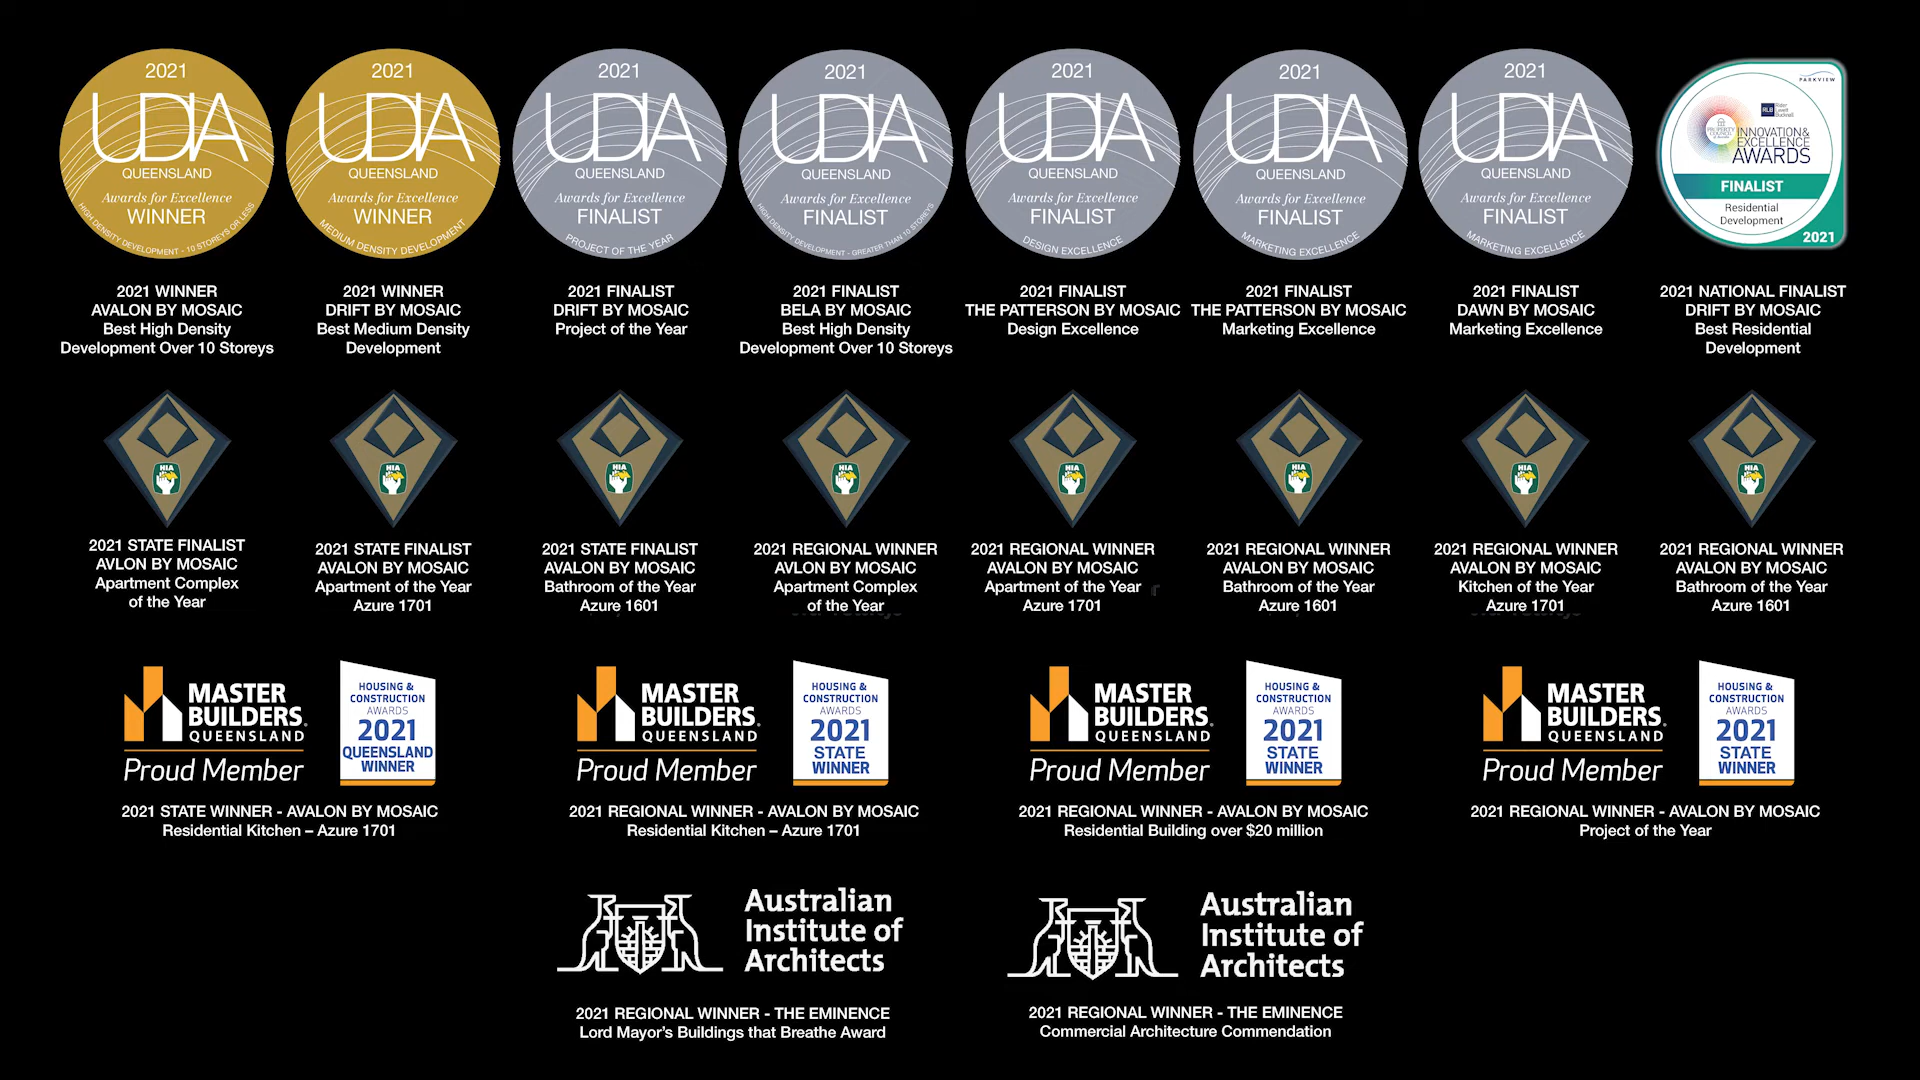 2021
UDIA
QUEENSLAND
Awards for Excellence
WINNER
HIGH DENSITY DEVELOPMENT - 10 STOREYS OR LESS
2021 WINNER
AVALON BY MOSAIC
Best High Density
Development Over 10 Storeys
2021
UDIA
QUEENSLAND
Awards for Excellence
WINNER
MEDIUM DENSITY DEVELOPMENT
2021 WINNER
DRIFT BY MOSAIC
Best Medium Density
Development
2021
UDIA
QUEENSLAND
Awards for Excellence
FINALIST
PROJECT OF THE YEAR
2021 FINALIST
DRIFT BY MOSAIC
Project of the Year
2021
UDIA
QUEENSLAND
Awards for Excellence
FINALIST
HIGH DENSITY DEVELOPMENT - GREATER THAN 10 STOREYS
2021 FINALIST
BELA BY MOSAIC
Best High Density
Development Over 10 Storeys
2021
UDIA
QUEENSLAND
Awards for Excellence
FINALIST
DESIGN EXCELLENCE
2021 FINALIST
THE PATTERSON BY MOSAIC
Design Excellence
2021
UDIA
QUEENSLAND
Awards for Excellence
FINALIST
MARKETING EXCELLENCE
2021 FINALIST
THE PATTERSON BY MOSAIC
Marketing Excellence
2021
UDIA
QUEENSLAND
Awards for Excellence
FINALIST
MARKETING EXCELLENCE
2021 FINALIST
DAWN BY MOSAIC
Marketing Excellence
PARKVIEW
RLB
Rider
Levett
Bucknall
PROPERTY
COUNCIL
INNOVATION &
EXCELLENCE
AWARDS
FINALIST
Residential
Development
2021
2021 NATIONAL FINALIST
DRIFT BY MOSAIC
Best Residential
Development
HIA
2021 STATE FINALIST
AVLON BY MOSAIC
Apartment Complex
of the Year
HIA
2021 STATE FINALIST
AVALON BY MOSAIC
Apartment of the Year
Azure 1701
HIA
2021 STATE FINALIST
AVALON BY MOSAIC
Bathroom of the Year
Azure 1601
HIA
2021 REGIONAL WINNER
AVLON BY MOSAIC
Apartment Complex
of the Year
HIA
2021 REGIONAL WINNER
AVALON BY MOSAIC
Apartment of the Year
Azure 1701
HIA
2021 REGIONAL WINNER
AVALON BY MOSAIC
Bathroom of the Year
Azure 1601
HIA
2021 REGIONAL WINNER
AVALON BY MOSAIC
Kitchen of the Year
Azure 1701
HIA
2021 REGIONAL WINNER
AVALON BY MOSAIC
Bathroom of the Year
Azure 1601
MASTER
BUILDERS.
QUEENSLAND
Proud Member
HOUSING &
CONSTRUCTION
AWARDS
2021
QUEENSLAND
WINNER
2021 STATE WINNER - AVALON BY MOSAIC
Residential Kitchen – Azure 1701
MASTER
BUILDERS.
QUEENSLAND
Proud Member
HOUSING &
CONSTRUCTION
AWARDS
2021
STATE
WINNER
2021 REGIONAL WINNER - AVALON BY MOSAIC
Residential Kitchen – Azure 1701
MASTER
BUILDERS.
QUEENSLAND
Proud Member
HOUSING &
CONSTRUCTION
AWARDS
2021
STATE
WINNER
2021 REGIONAL WINNER - AVALON BY MOSAIC
Residential Building over $20 million
MASTER
BUILDERS.
QUEENSLAND
Proud Member
HOUSING &
CONSTRUCTION
AWARDS
2021
STATE
WINNER
2021 REGIONAL WINNER - AVALON BY MOSAIC
Project of the Year
Australian
Institute of
Architects
2021 REGIONAL WINNER - THE EMINENCE
Lord Mayor's Buildings that Breathe Award
Australian
Institute of
Architects
2021 REGIONAL WINNER - THE EMINENCE
Commercial Architecture Commendation